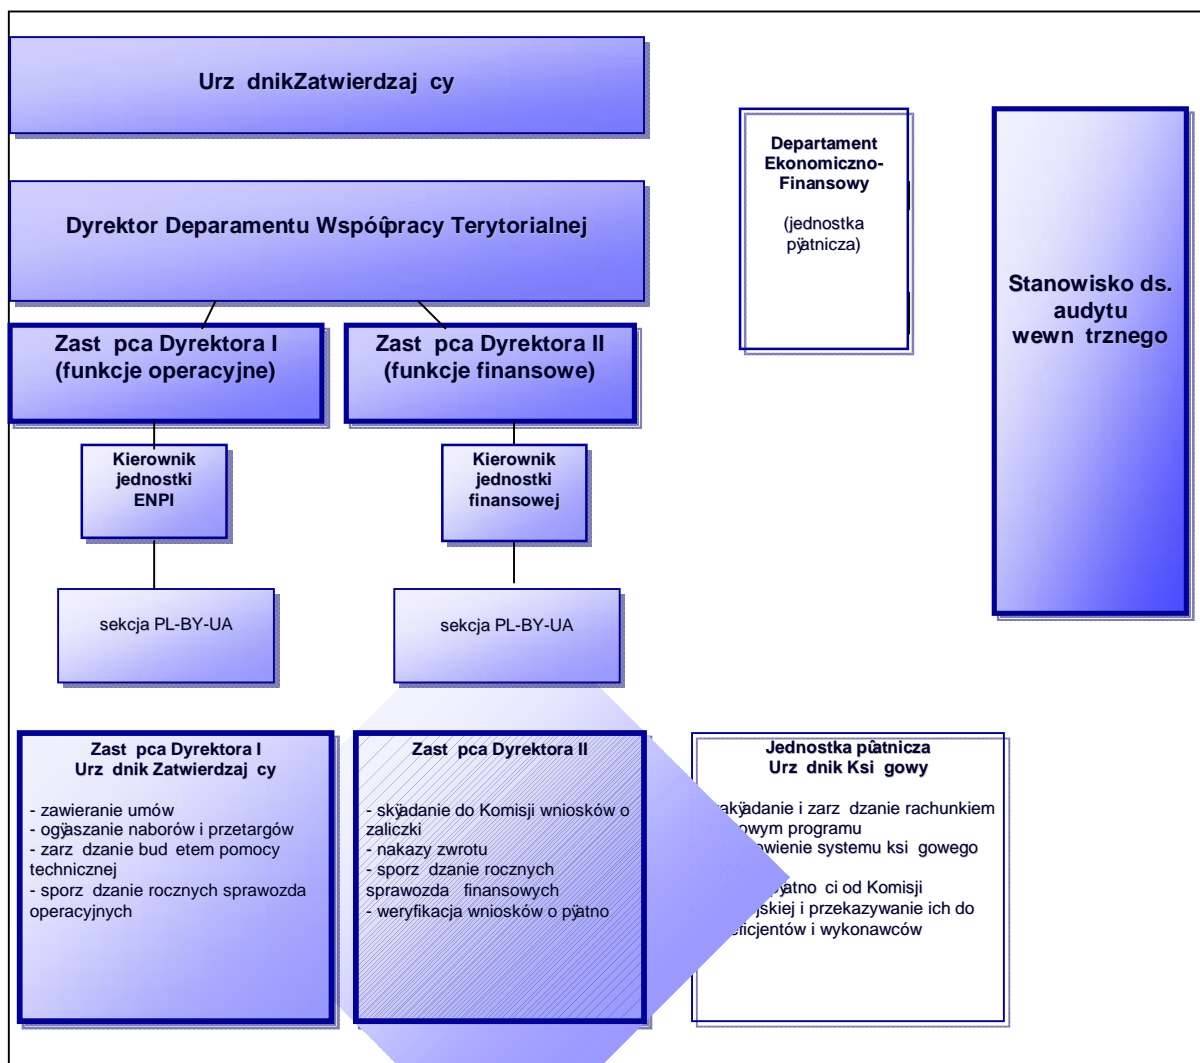 Urz dnikZatwierdzaj cy
Dyrektor Deparamentu Współpracy Terytorialnej
Departament
Ekonomiczno-
Finansowy
(jednostka
płatnicza)
Stanowisko ds.
audytu
wewn trznego
Zast pca Dyrektora I
(funkcje operacyjne)
Zast pca Dyrektora II
(funkcje finansowe)
Kierownik
jednostki
ENPI
Kierownik
jednostki
finansowej
sekcja PL-BY-UA
sekcja PL-BY-UA
Zast pca Dyrektora I
Urz dnik Zatwierdzaj cy
- zawieranie umów
- ogłaszanie naborów i przetargów
- zarz dzanie bud etem pomocy
technicznej
- sporz dzanie rocznych sprawozda
operacyjnych
Zast pca Dyrektora II
- składanie do Komisji wniosków o
zaliczki
- nakazy zwrotu
- sporz dzanie rocznych
sprawozda finansowych
- weryfikacja wniosków o płatno
Jednostka płatnicza
Urz dnik Ksi gowy
akładanie i zarz dzanie rachunkiem
owym programu
owienie systemu ksi gowego
łatno ci od Komisji
jskiej i przekazywanie ich do
eficjentów i wykonawców